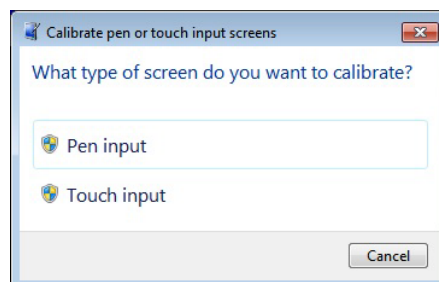 Calibrate pen or touch input screens
What type of screen do you want to calibrate?
Pen input
Touch input
Cancel